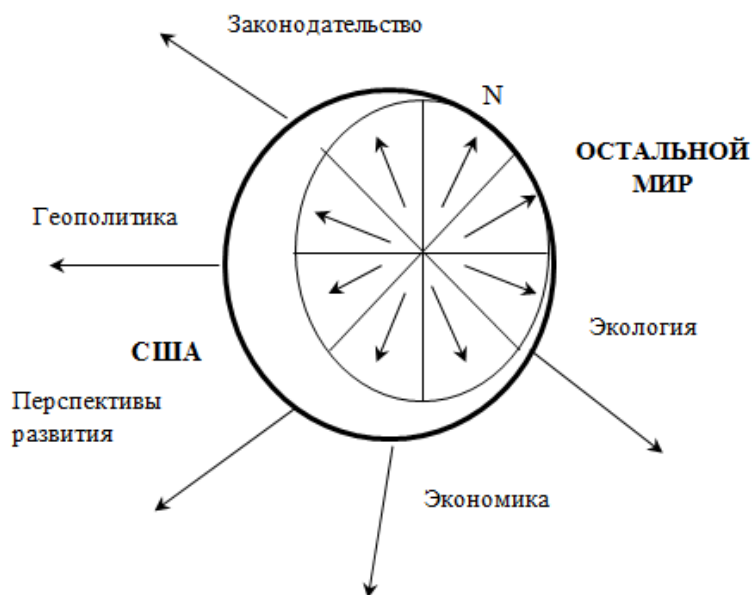 Законодательство
N
ОСТАЛЬНОЙ
МИР
Геополитика
Экология
США
Перспективы
развития
Экономика